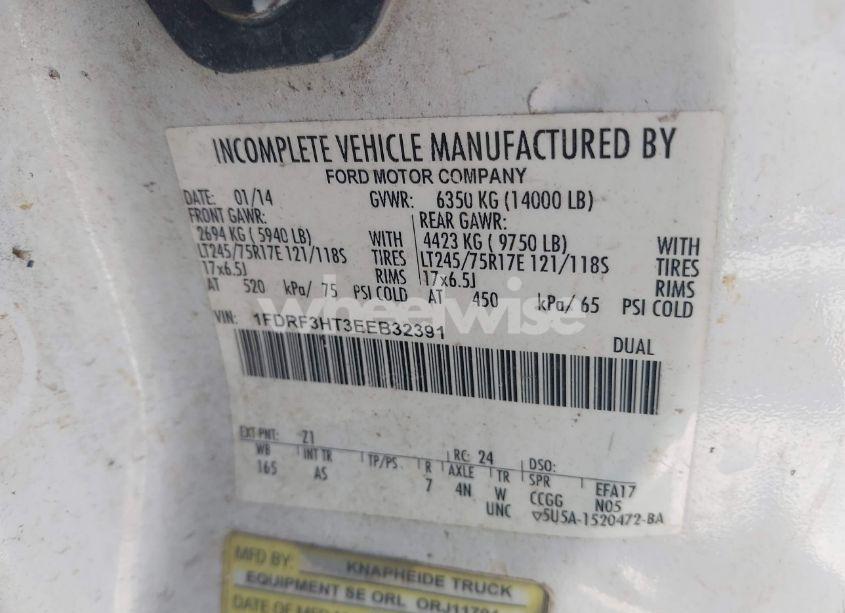 INCOMPLETE VEHICLE MANUFACTURED BY
FORD MOTOR COMPANY
DATE: 01/14 GVWR: 6350 KG (14000 LB)
FRONT GAWR: REAR GAWR:
2694 KG ( 5940 LB) WITH 4423 KG ( 9750 LB) WITH
LT245/75R17E 121/118S TIRES LT245/75R17E 121/118S TIRES
17x6.5J RIMS 17x6.5J RIMS
AT 520 kPa/ 75 PSI COLD AT 450 kPa/ 65 PSI COLD
wheelwise
VIN: 1FDRF3HT3EEB32391
DUAL
EXT PNT: Z1 RC: 24 DSO:
WB INT TR TP/PS R AXLE TR SPR
165 AS 7 4N W CCGG EFA17
UNC N05
▽5U5A-1520472-BA
MFD BY: KNAPHEIDE TRUCK
EQUIPMENT SE ORL
DATE OF